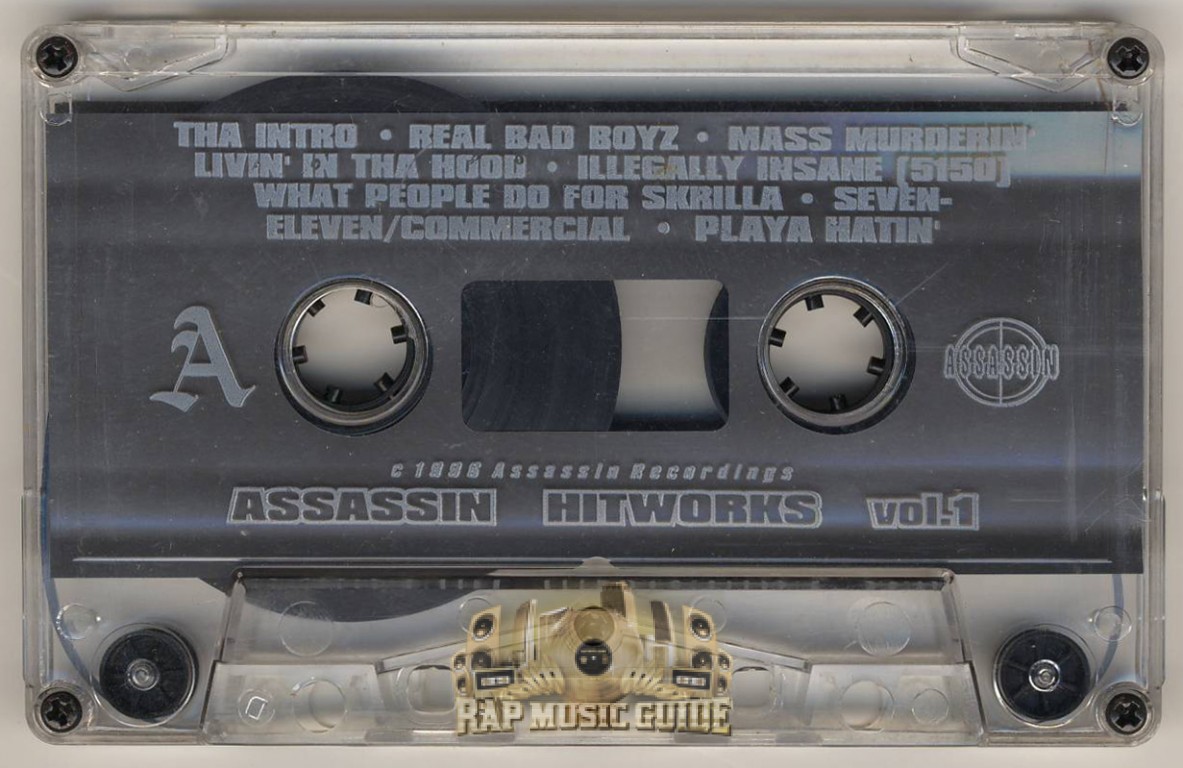 THA INTRO • REAL BAD BOYZ • MASS MURDERIN'
LIVIN' IN THA HOOD • ILLEGALLY INSANE (5150)
WHAT PEOPLE DO FOR SKRILLA • SEVEN-
ELEVEN/COMMERCIAL • PLAYA HATIN'
A
ASSASSIN
c 1996 Assassin Recordings
ASSASSIN HITWORKS vol.1
RAP MUSIC GUIDE